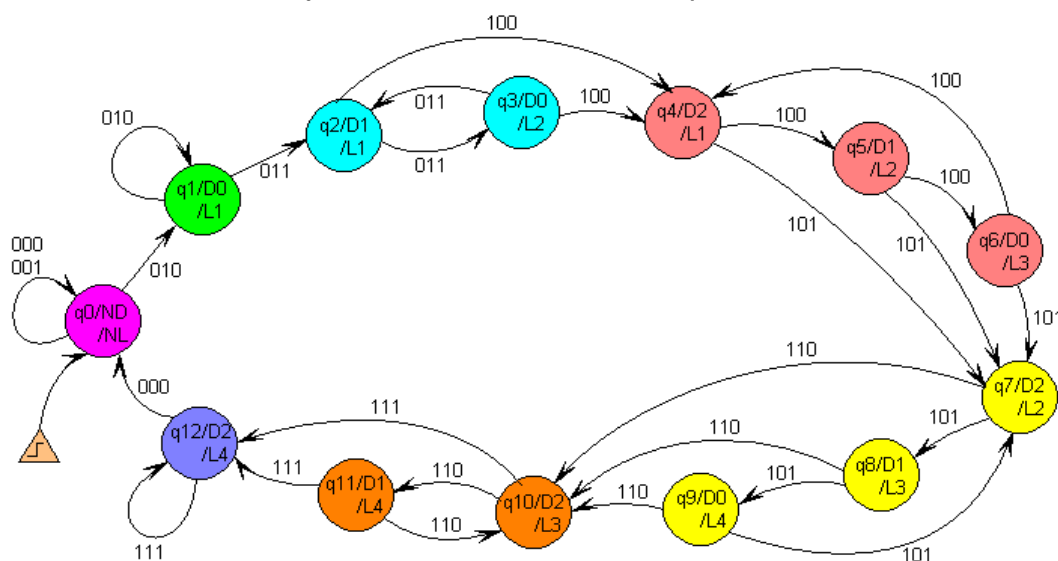 100
011
q3/D0
/L2
100
q2/D1
/L1
011
q4/D2
/L1
100
100
q5/D1
/L2
100
010
011
q1/D0
/L1
101
101
q6/D0
/L3
000
001
010
q0/ND
/NL
101
110
q7/D2
/L2
000
111
110
101
q12/D2
/L4
q8/D1
/L3
111
110
101
q11/D1
/L4
110
q10/D2
/L3
q9/D0
/L4
110
111
101